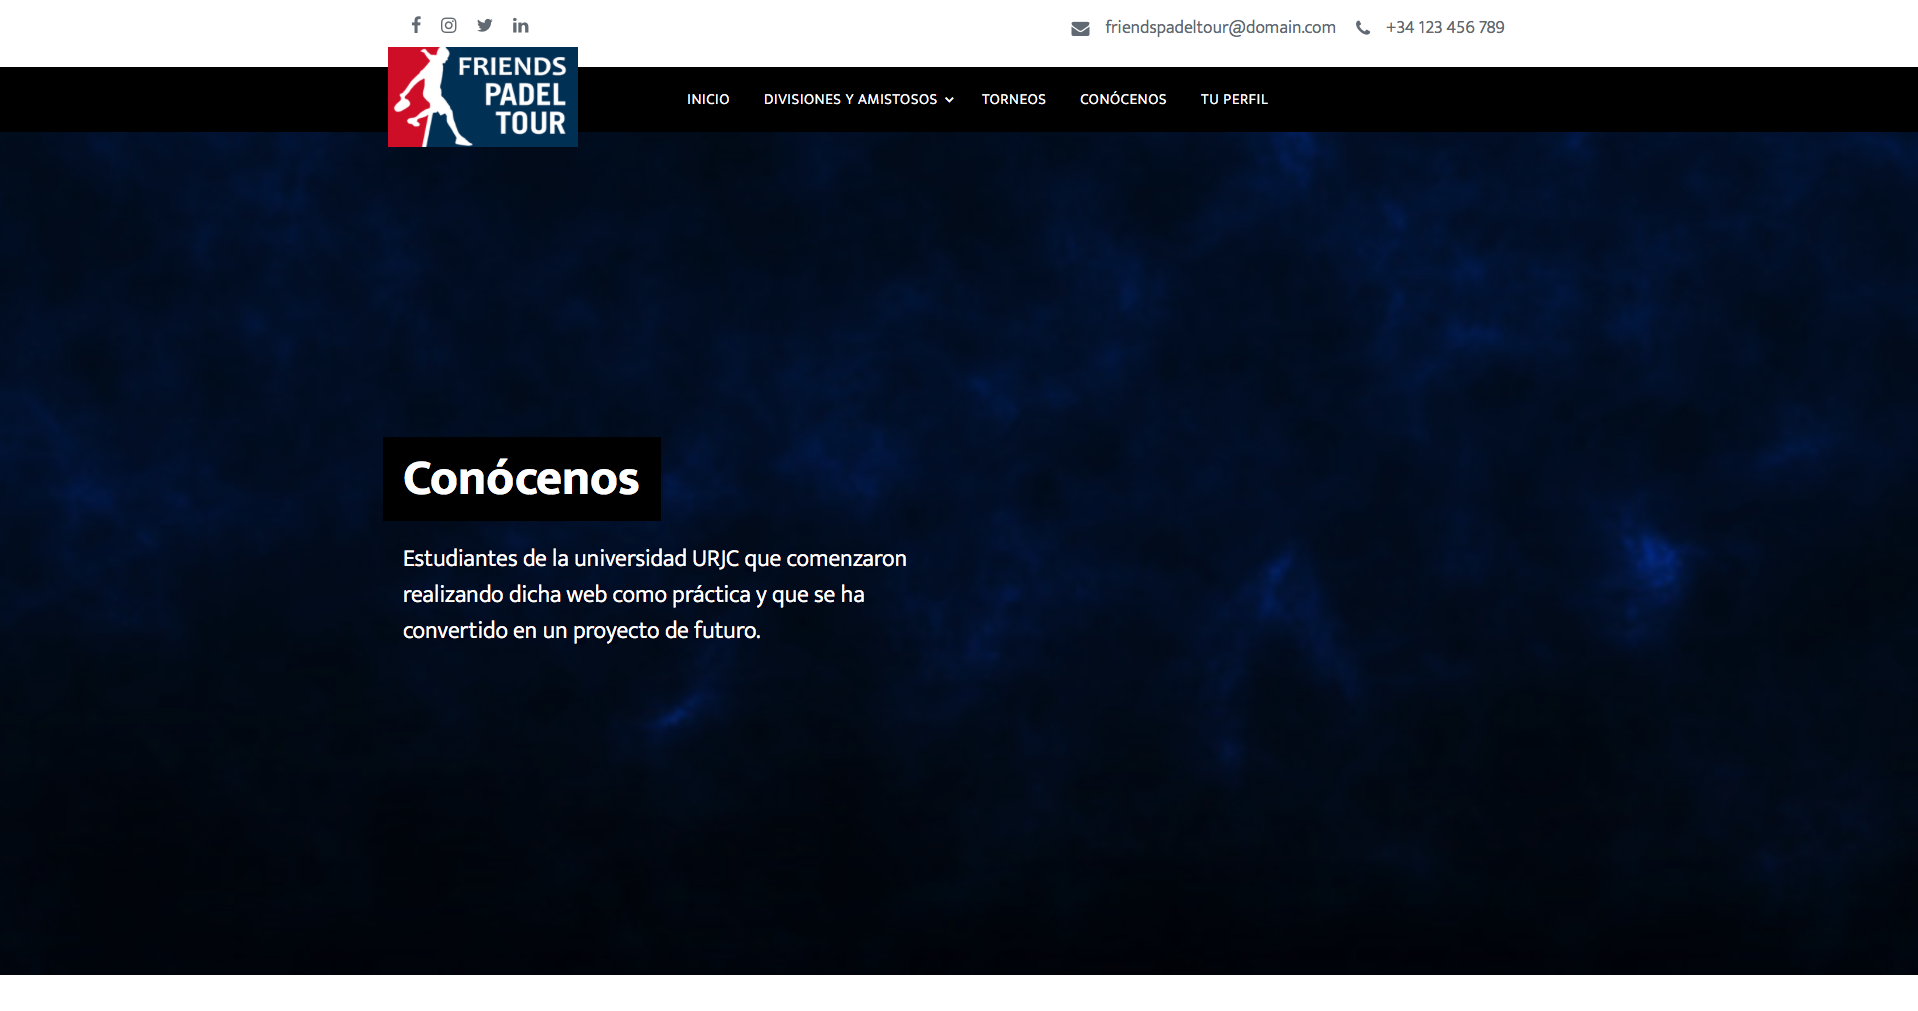 friendspadeltour@domain.com +34 123 456 789
FRIENDS
PADEL
TOUR
INICIO DIVISIONES Y AMISTOSOS TORNEOS CONÓCENOS TU PERFIL
Conócenos
Estudiantes de la universidad URJC que comenzaron
realizando dicha web como práctica y que se ha
convertido en un proyecto de futuro.